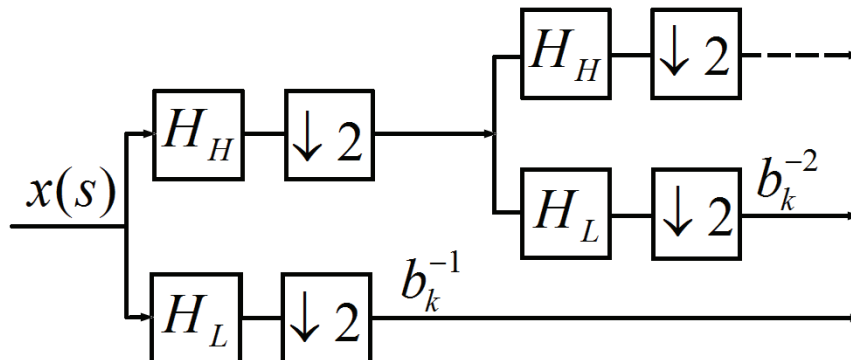 H_H ↓2
H_H ↓2
x(s)
b_k^{-2}
H_L ↓2
b_k^{-1}
H_L ↓2